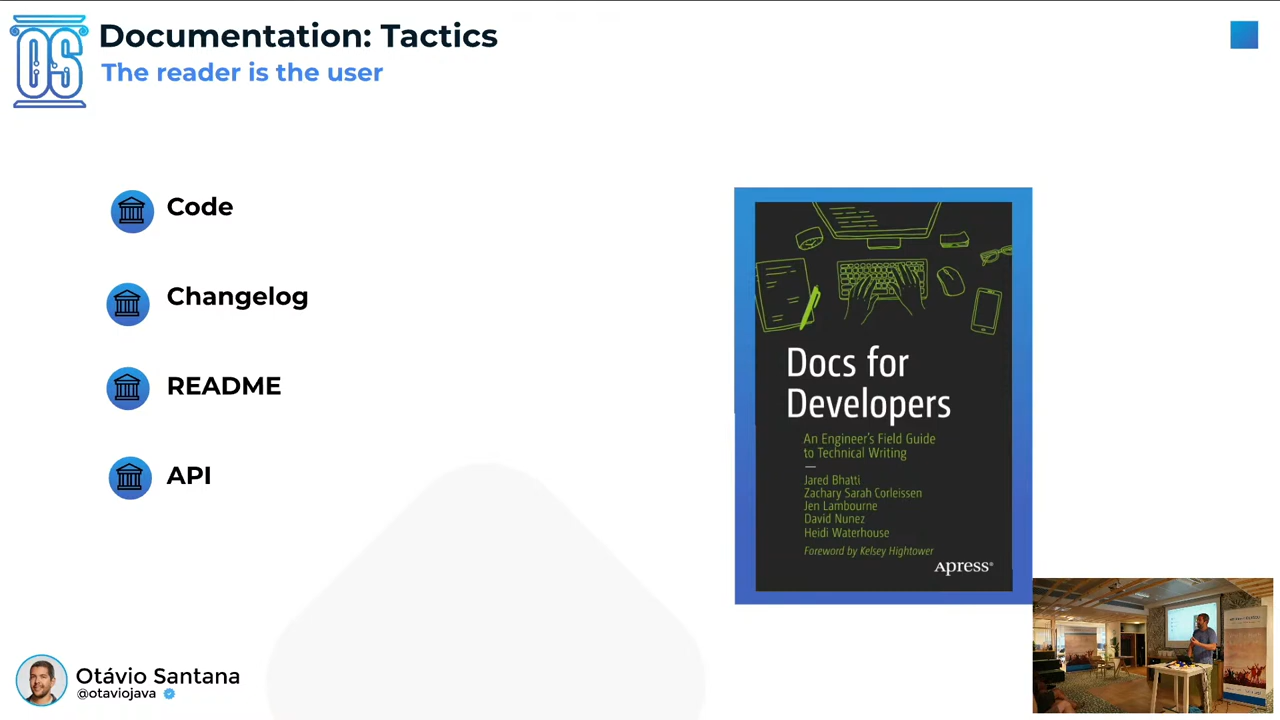 OS
Documentation: Tactics
The reader is the user
Code
Changelog
README
API
Docs for
Developers
An Engineer's Field Guide
to Technical Writing
Jared Bhatti
Zachary Sarah Corleissen
Jen Lambourne
David Nunez
Heidi Waterhouse
Foreword by Kelsey Hightower
Apress®
Otávio Santana
@otaviojava